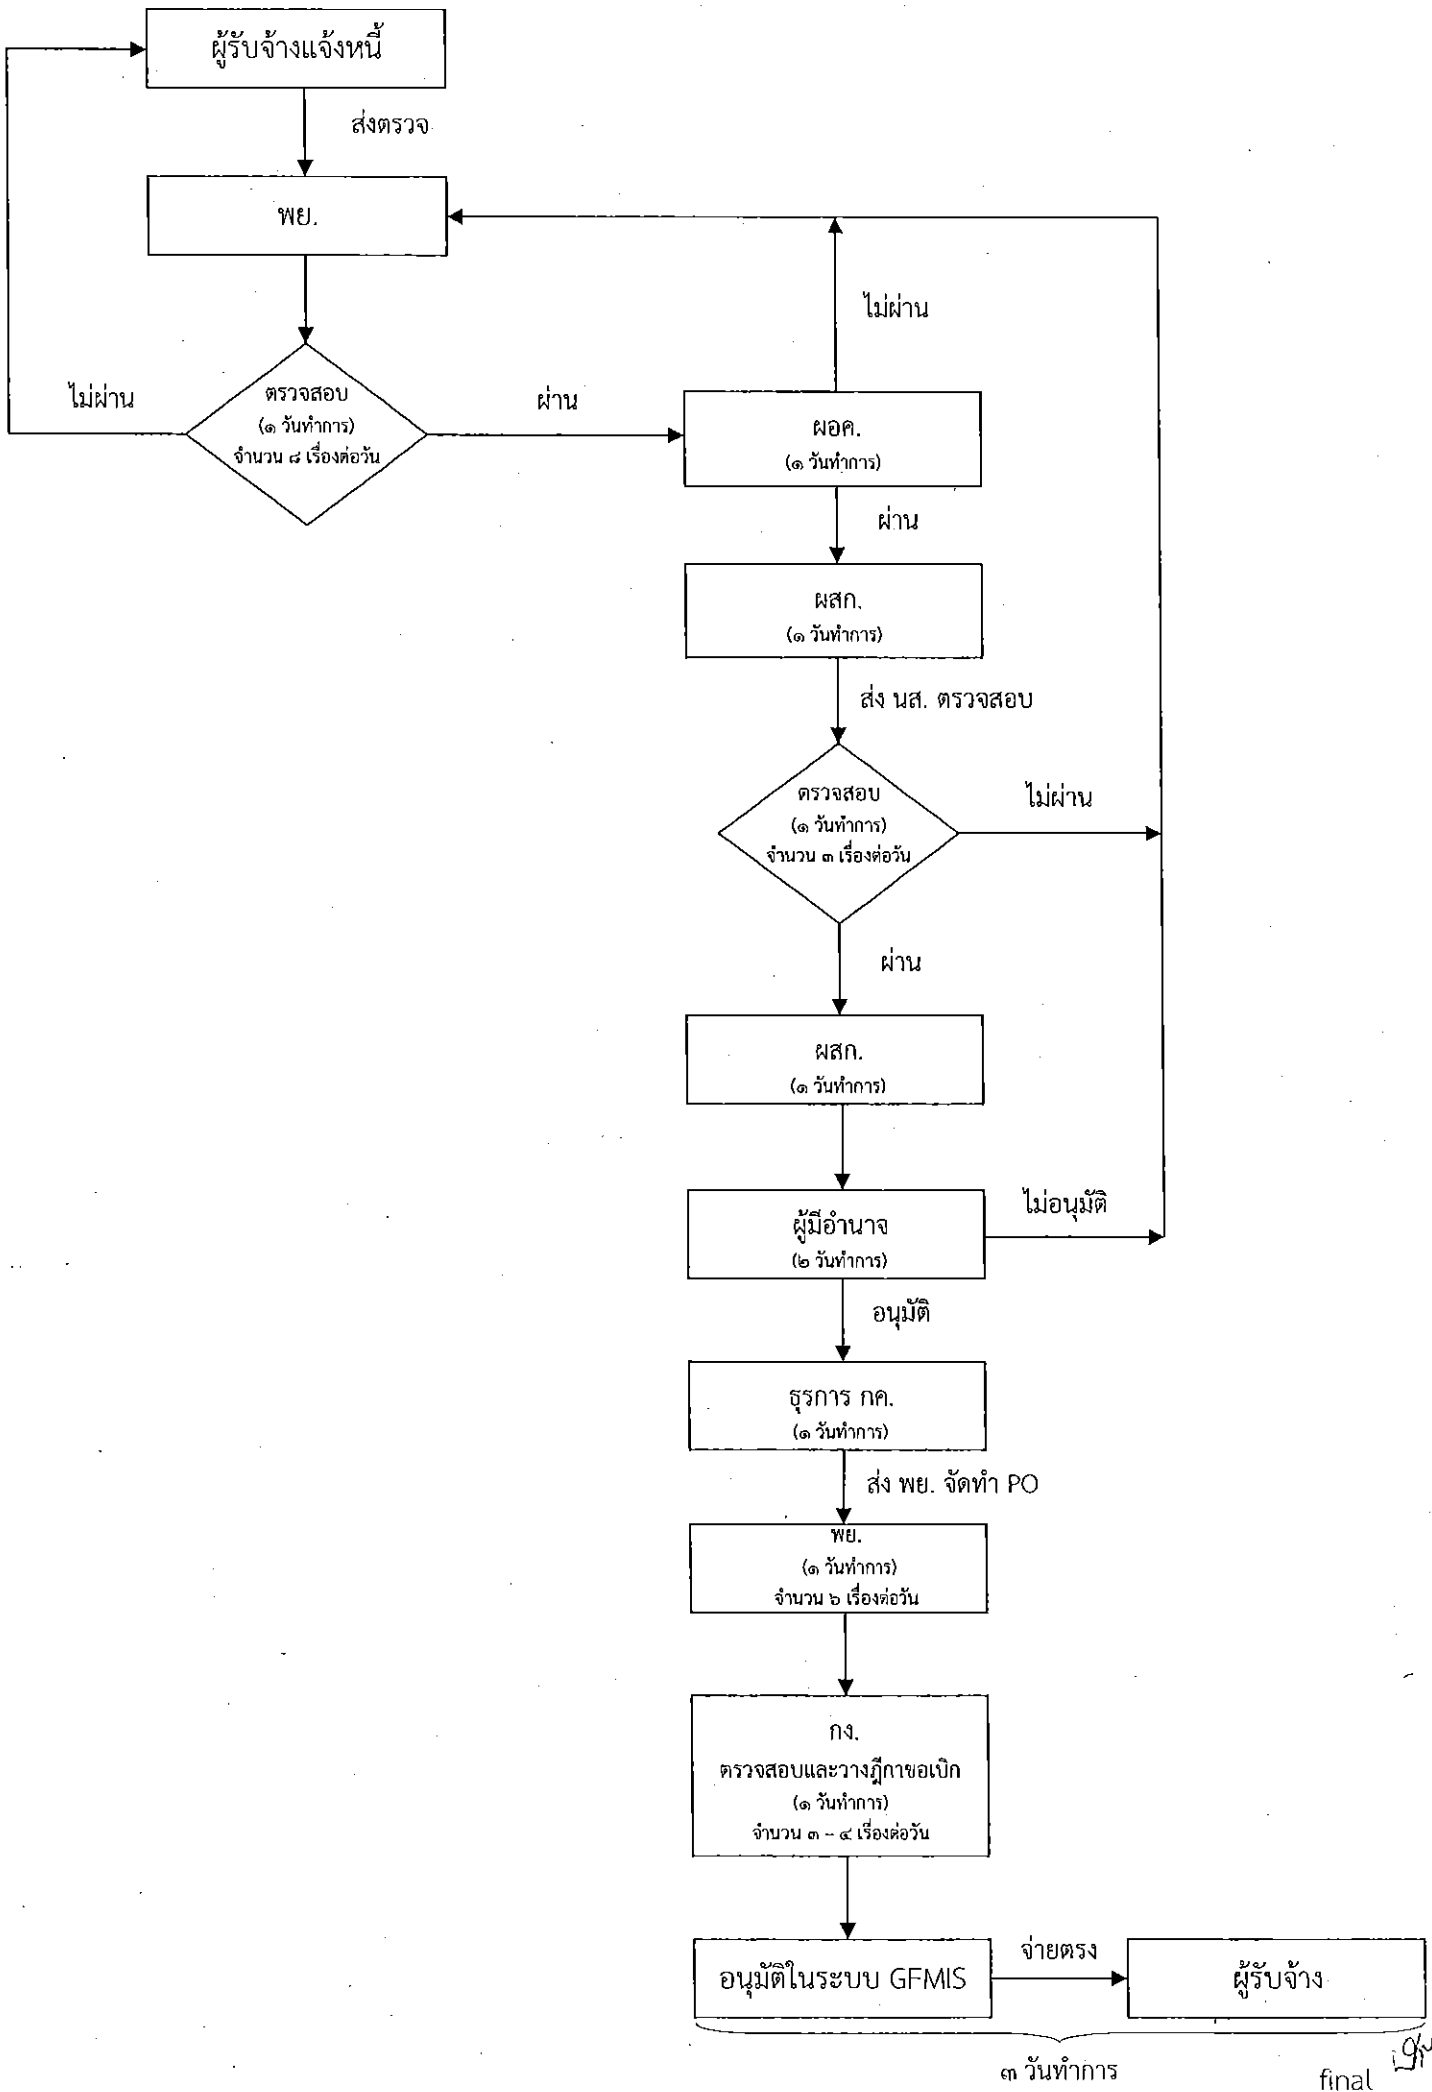 ผู้รับจ้างแจ้งหนี้
ส่งตรวจ
พย.
ไม่ผ่าน
ไม่ผ่าน
ตรวจสอบ
(๑ วันทำการ)
จำนวน ๘ เรื่องต่อวัน
ผ่าน
ผอค.
(๑ วันทำการ)
ผ่าน
ผสก.
(๑ วันทำการ)
ส่ง นส. ตรวจสอบ
ตรวจสอบ
(๑ วันทำการ)
จำนวน ๓ เรื่องต่อวัน
ไม่ผ่าน
ผ่าน
ผสก.
(๑ วันทำการ)
ผู้มีอำนาจ
(๒ วันทำการ)
ไม่อนุมัติ
อนุมัติ
ธุรการ กค.
(๑ วันทำการ)
ส่ง พย. จัดทำ PO
พย.
(๑ วันทำการ)
จำนวน ๖ เรื่องต่อวัน
กง.
ตรวจสอบและวางฎีกาขอเบิก
(๑ วันทำการ)
จำนวน ๓ – ๔ เรื่องต่อวัน
อนุมัติในระบบ GFMIS
จ่ายตรง
ผู้รับจ้าง
๓ วันทำการ
final